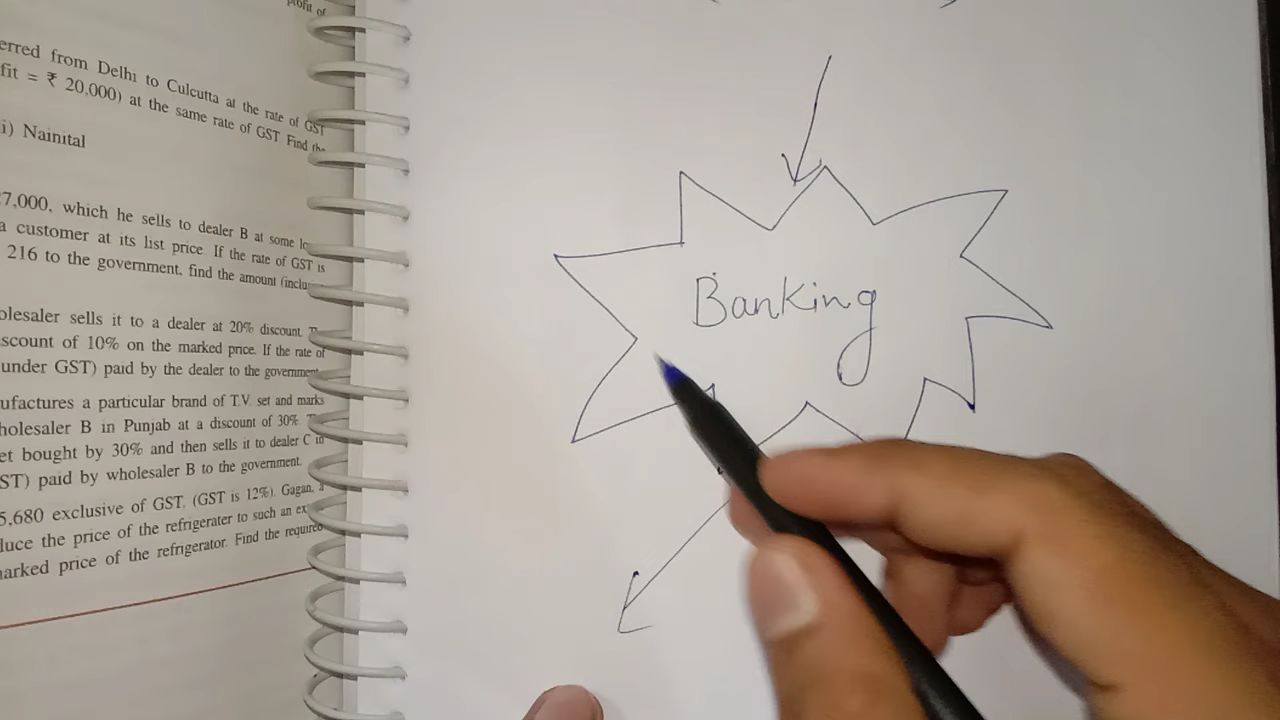 profit of
erred from Delhi to Culcutta at the rate of GST
fit = ₹ 20,000) at the same rate of GST Find the
i) Nainital
7,000, which he sells to dealer B at some
a customer at its list price. If the rate of GST is
216 to the government, find the amount (inclu
olesaler sells it to a dealer at 20% discount.
scount of 10% on the marked price. If the rate of
under GST) paid by the dealer to the government
ufactures a particular brand of T.V. set and marks
holesaler B in Punjab at a discount of 30%.
et bought by 30% and then sells it to dealer C in
ST) paid by wholesaler B to the government.
5,680 exclusive of GST, (GST is 12%). Gagan, a
duce the price of the refrigerater to such an ex
narked price of the refrigerator. Find the required
Banking